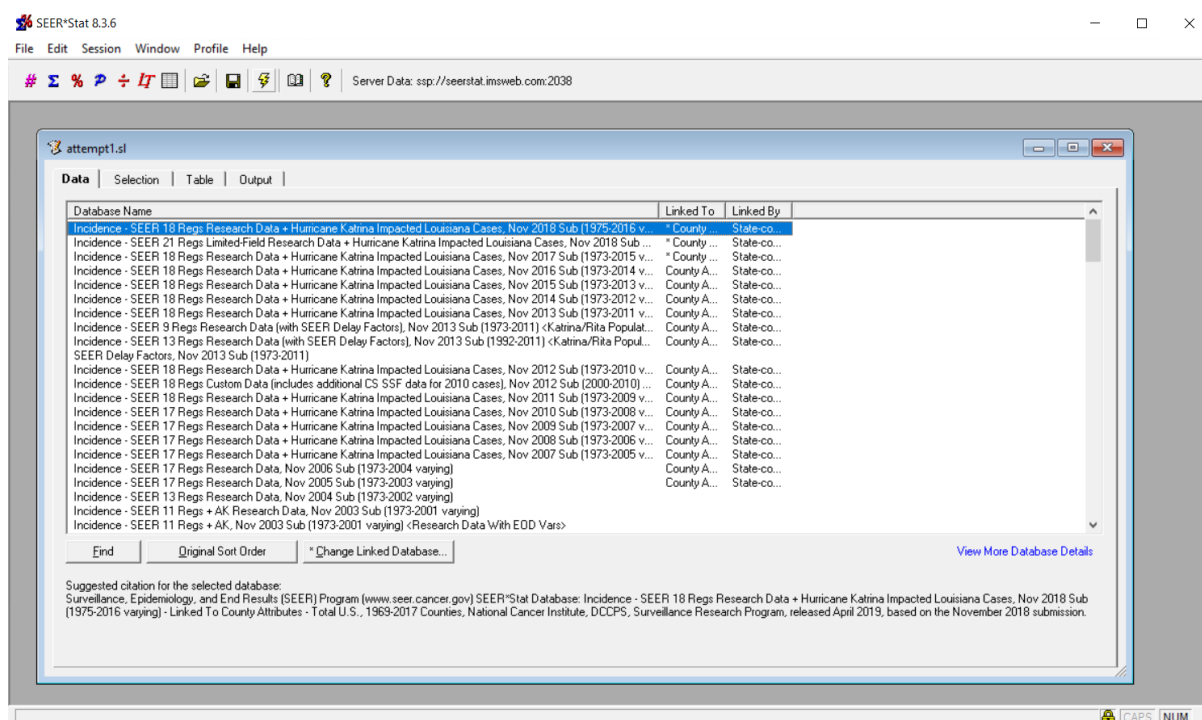 SEER*Stat 8.3.6
File Edit Session Window Profile Help
# Σ % P ÷ LT Server Data: ssp://seerstat.imsweb.com:2038
attempt1.sl
Data Selection Table Output
Database Name Linked To Linked By
Incidence - SEER 18 Regs Research Data + Hurricane Katrina Impacted Louisiana Cases, Nov 2018 Sub (1975-2016 v... * County ... State-co...
Incidence - SEER 21 Regs Limited-Field Research Data + Hurricane Katrina Impacted Louisiana Cases, Nov 2018 Sub ... * County ... State-co...
Incidence - SEER 18 Regs Research Data + Hurricane Katrina Impacted Louisiana Cases, Nov 2017 Sub (1973-2015 v... * County ... State-co...
Incidence - SEER 18 Regs Research Data + Hurricane Katrina Impacted Louisiana Cases, Nov 2016 Sub (1973-2014 v... County A... State-co...
Incidence - SEER 18 Regs Research Data + Hurricane Katrina Impacted Louisiana Cases, Nov 2015 Sub (1973-2013 v... County A... State-co...
Incidence - SEER 18 Regs Research Data + Hurricane Katrina Impacted Louisiana Cases, Nov 2014 Sub (1973-2012 v... County A... State-co...
Incidence - SEER 18 Regs Research Data + Hurricane Katrina Impacted Louisiana Cases, Nov 2013 Sub (1973-2011 v... County A... State-co...
Incidence - SEER 9 Regs Research Data (with SEER Delay Factors), Nov 2013 Sub (1973-2011) <Katrina/Rita Populat... County A... State-co...
Incidence - SEER 13 Regs Research Data (with SEER Delay Factors), Nov 2013 Sub (1992-2011) <Katrina/Rita Popul... County A... State-co...
SEER Delay Factors, Nov 2013 Sub (1973-2011)
Incidence - SEER 18 Regs Research Data + Hurricane Katrina Impacted Louisiana Cases, Nov 2012 Sub (1973-2010 v... County A... State-co...
Incidence - SEER 18 Regs Custom Data (includes additional CS SSF data for 2010 cases), Nov 2012 Sub (2000-2010) ... County A... State-co...
Incidence - SEER 18 Regs Research Data + Hurricane Katrina Impacted Louisiana Cases, Nov 2011 Sub (1973-2009 v... County A... State-co...
Incidence - SEER 17 Regs Research Data + Hurricane Katrina Impacted Louisiana Cases, Nov 2010 Sub (1973-2008 v... County A... State-co...
Incidence - SEER 17 Regs Research Data + Hurricane Katrina Impacted Louisiana Cases, Nov 2009 Sub (1973-2007 v... County A... State-co...
Incidence - SEER 17 Regs Research Data + Hurricane Katrina Impacted Louisiana Cases, Nov 2008 Sub (1973-2006 v... County A... State-co...
Incidence - SEER 17 Regs Research Data + Hurricane Katrina Impacted Louisiana Cases, Nov 2007 Sub (1973-2005 v... County A... State-co...
Incidence - SEER 17 Regs Research Data, Nov 2006 Sub (1973-2004 varying) County A... State-co...
Incidence - SEER 17 Regs Research Data, Nov 2005 Sub (1973-2003 varying) County A... State-co...
Incidence - SEER 13 Regs Research Data, Nov 2004 Sub (1973-2002 varying)
Incidence - SEER 11 Regs + AK Research Data, Nov 2003 Sub (1973-2001 varying)
Incidence - SEER 11 Regs + AK, Nov 2003 Sub (1973-2001 varying) <Research Data With EOD Vars>
Find Original Sort Order * Change Linked Database... View More Database Details
Suggested citation for the selected database:
Surveillance, Epidemiology, and End Results (SEER) Program (www.seer.cancer.gov) SEER*Stat Database: Incidence - SEER 18 Regs Research Data + Hurricane Katrina Impacted Louisiana Cases, Nov 2018 Sub
(1975-2016 varying) - Linked To County Attributes - Total U.S., 1969-2017 Counties, National Cancer Institute, DCCPS, Surveillance Research Program, released April 2019, based on the November 2018 submission.
CAPS NUM